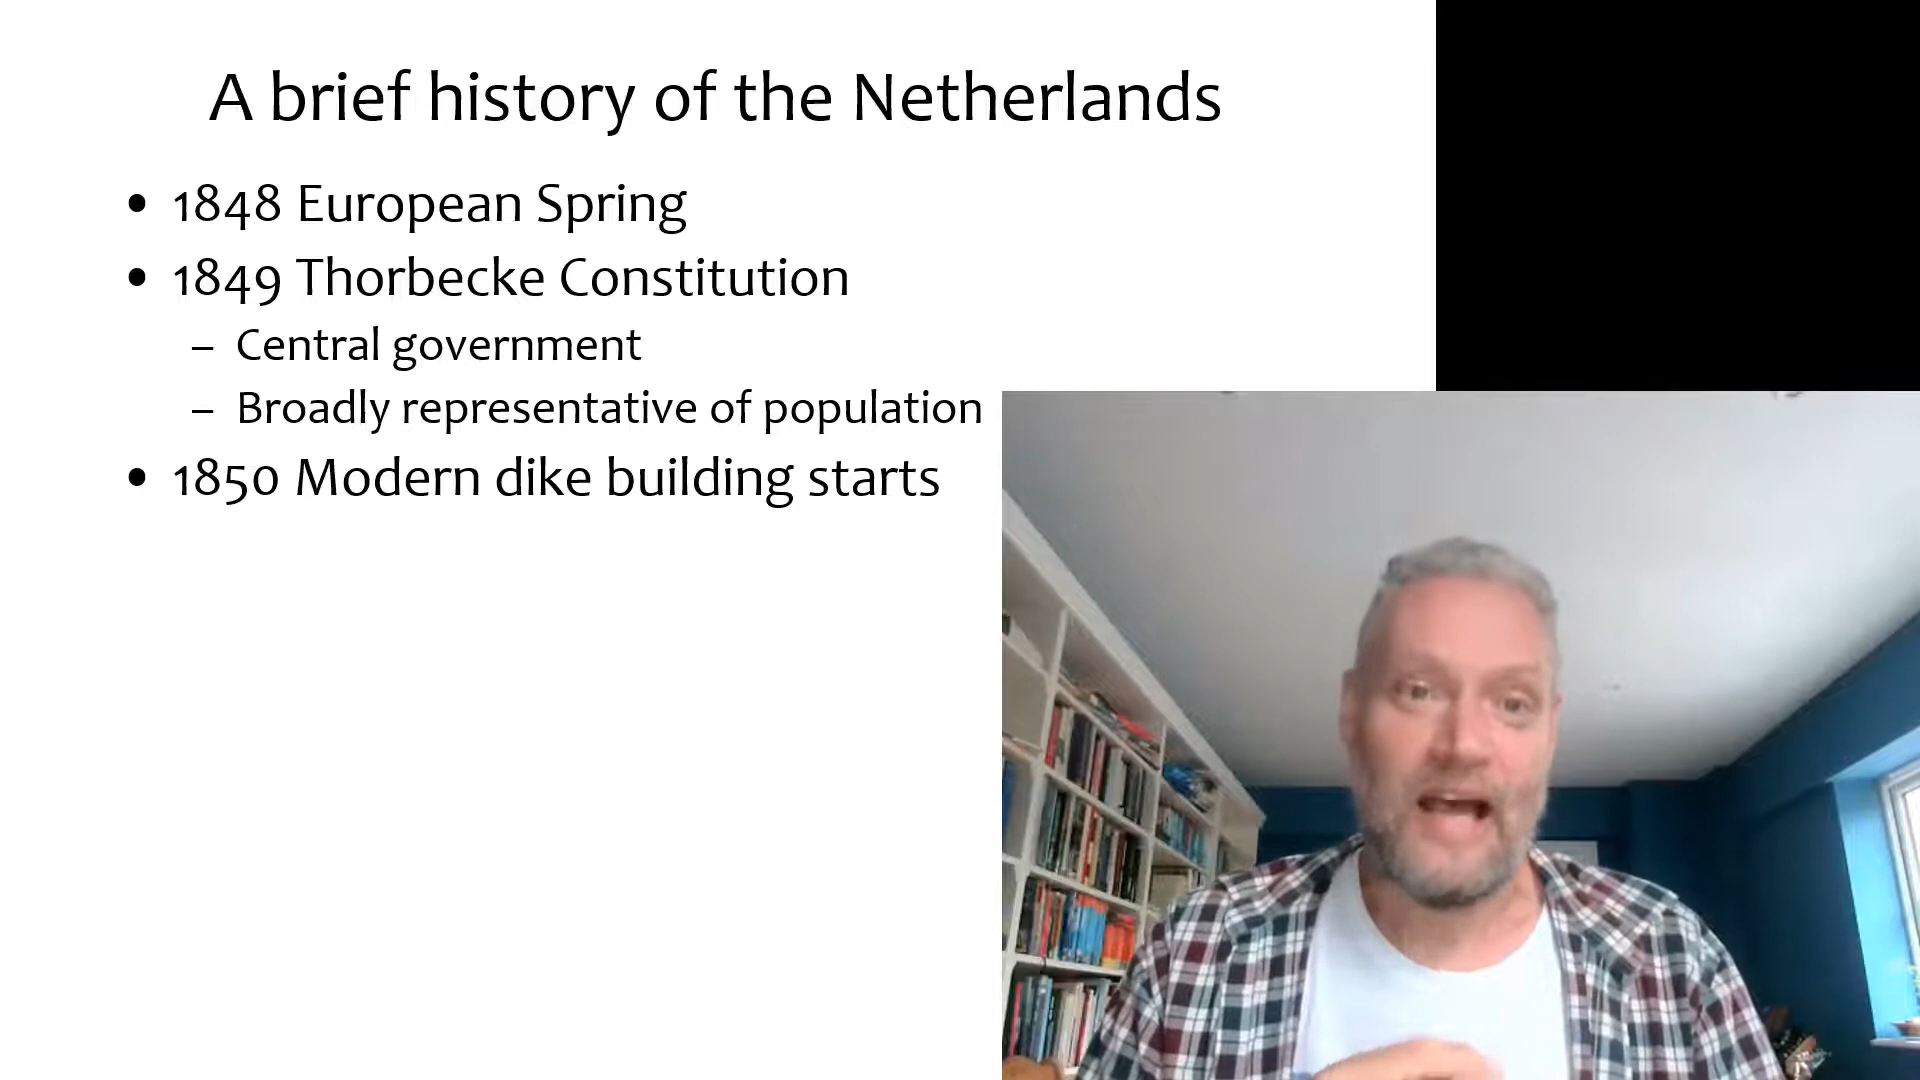 A brief history of the Netherlands
• 1848 European Spring
• 1849 Thorbecke Constitution
– Central government
– Broadly representative of population
• 1850 Modern dike building starts